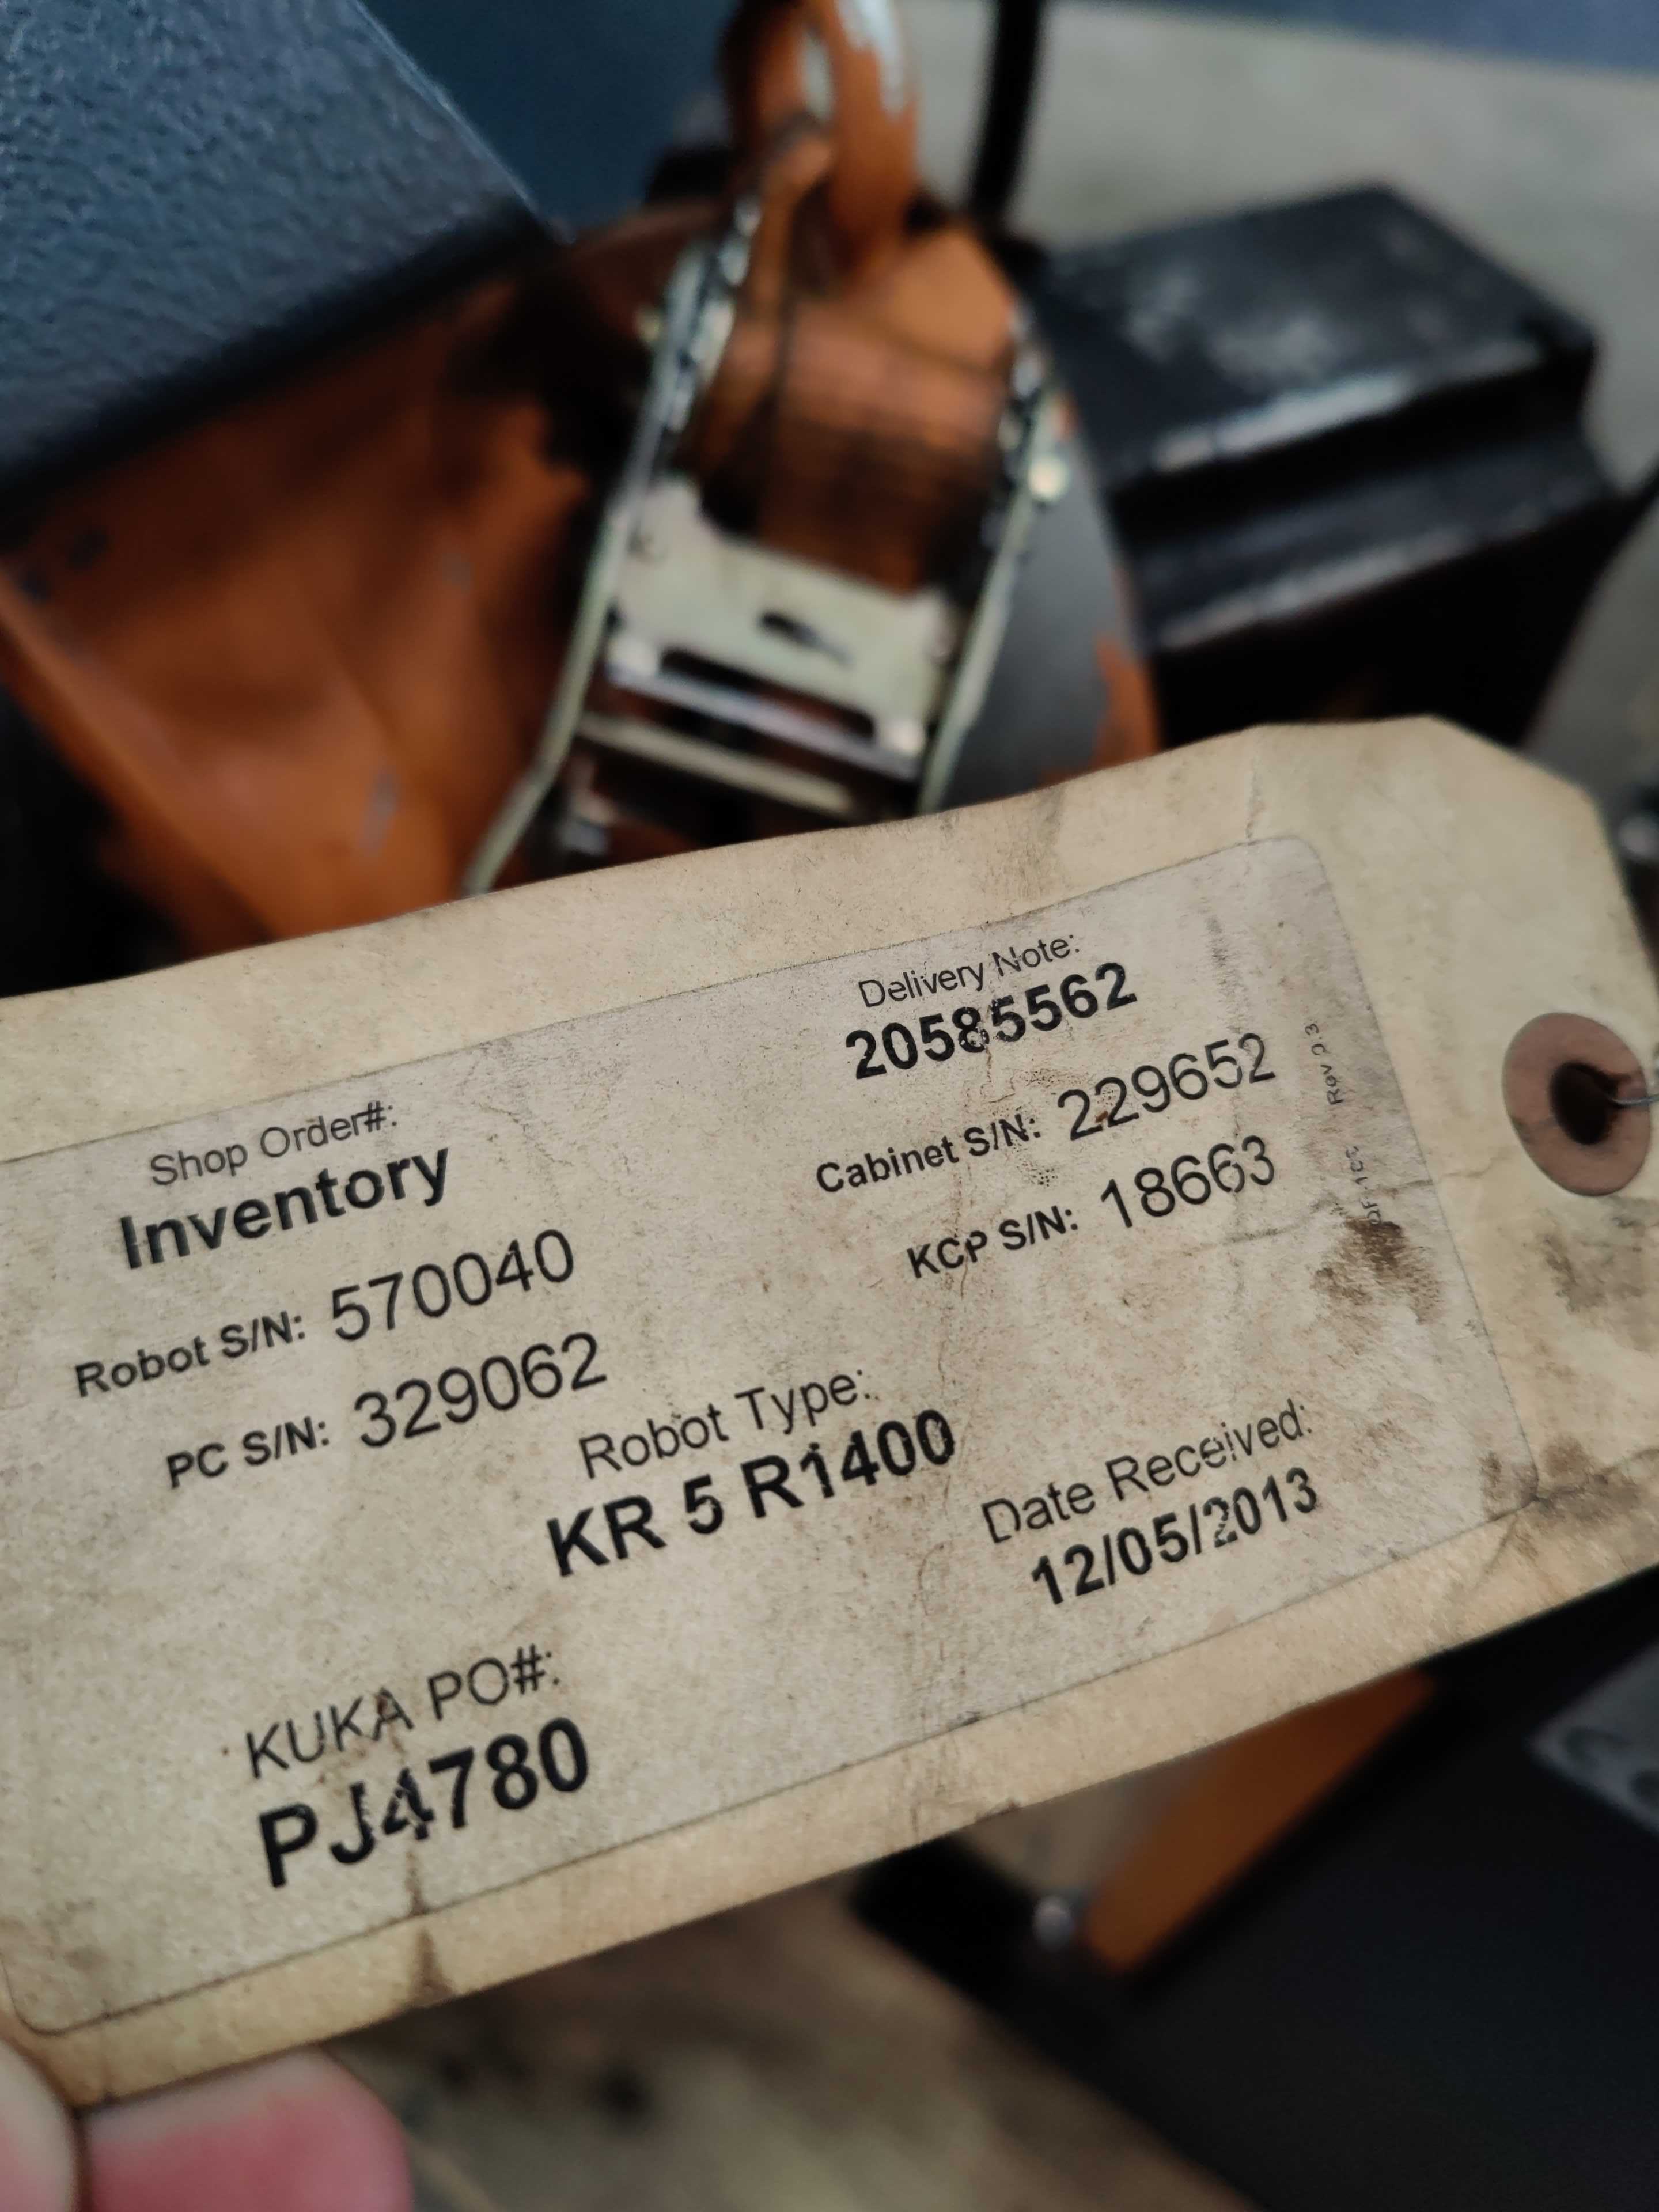 Delivery Note:
20585562
Shop Order#:
Inventory
Cabinet S/N: 229652
Robot S/N: 570040
KCP S/N: 18663
PC S/N: 329062
Robot Type:
KR 5 R1400
Date Received:
12/05/2013
KUKA PO#:
PJ4780
Rev 2.3